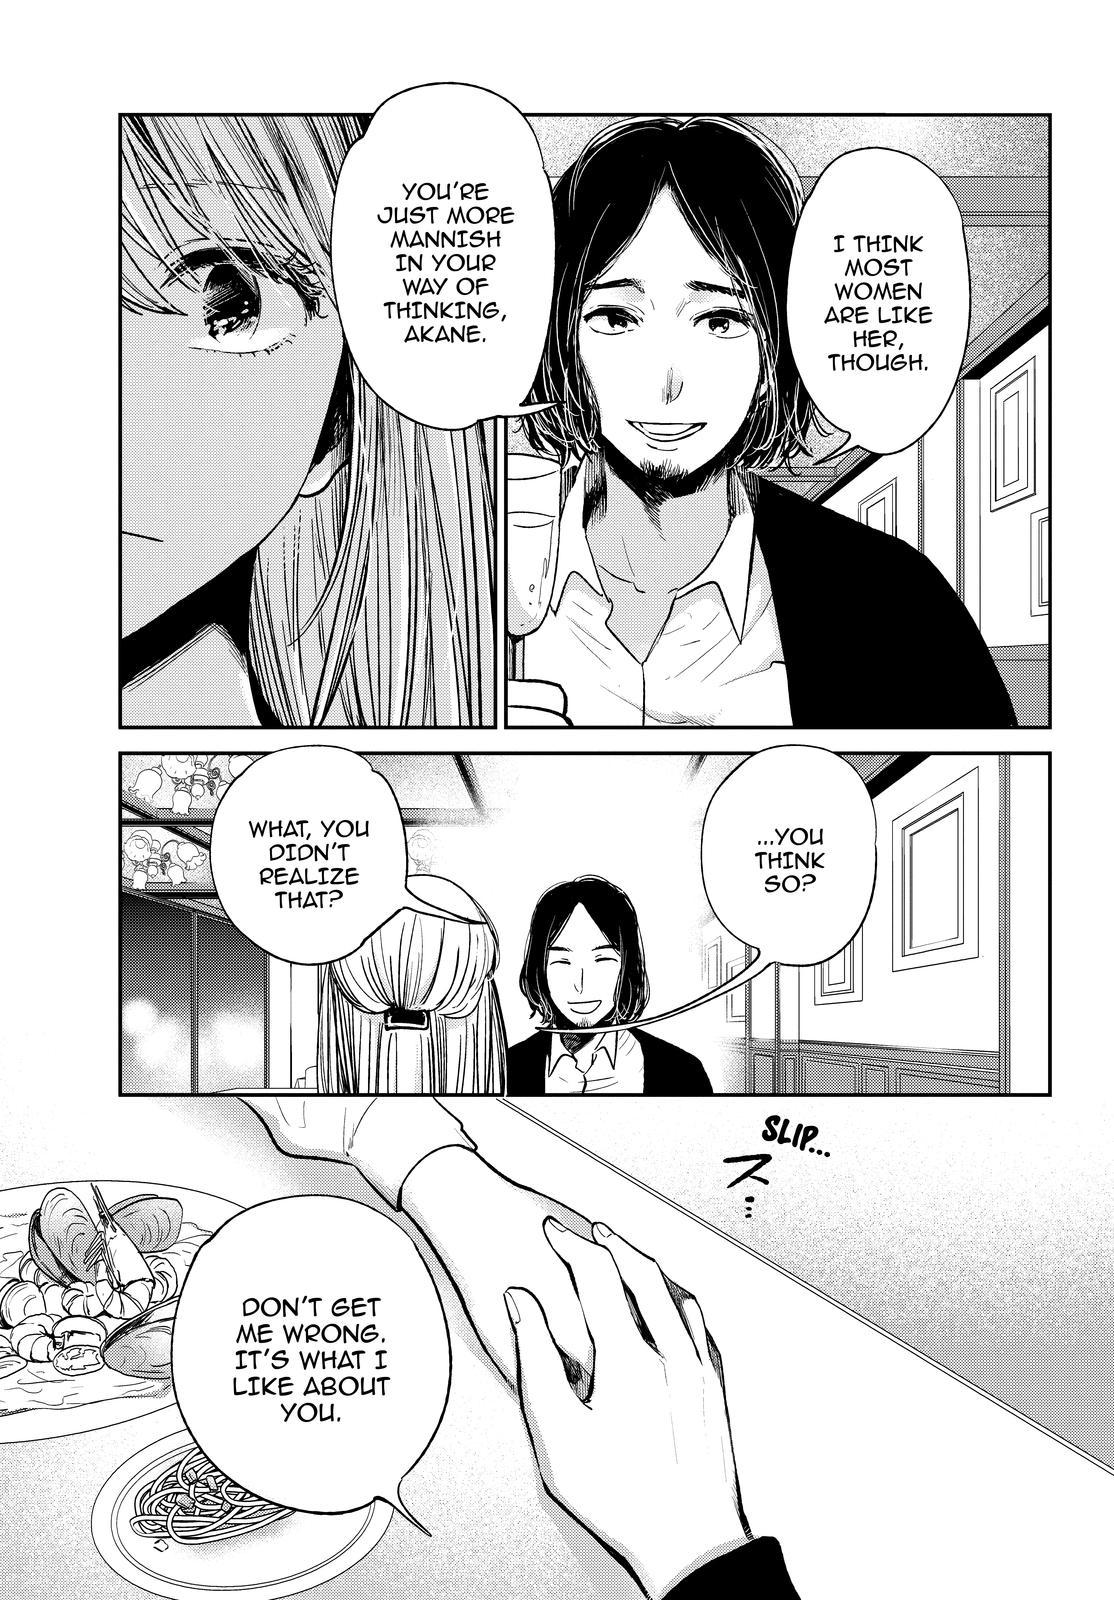 I THINK
MOST
WOMEN
ARE LIKE
HER,
THOUGH.
YOU'RE
JUST MORE
MANNISH
IN YOUR
WAY OF
THINKING,
AKANE.
...YOU
THINK
SO?
WHAT, YOU
DIDN'T
REALIZE
THAT?
SLIP...
ス...
DON'T GET
ME WRONG.
IT'S WHAT I
LIKE ABOUT
YOU.